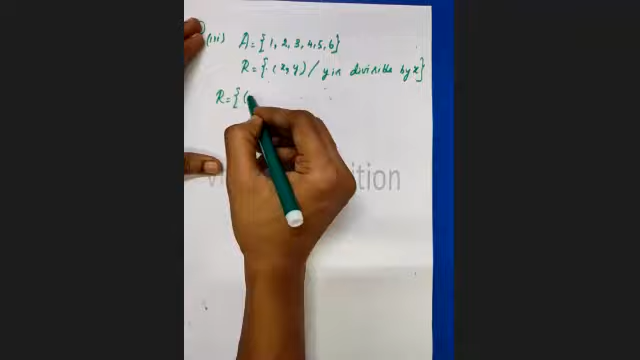 (iii) A = {1, 2, 3, 4, 5, 6}
R = {(x, y) / y is divisible by x}
R = {(